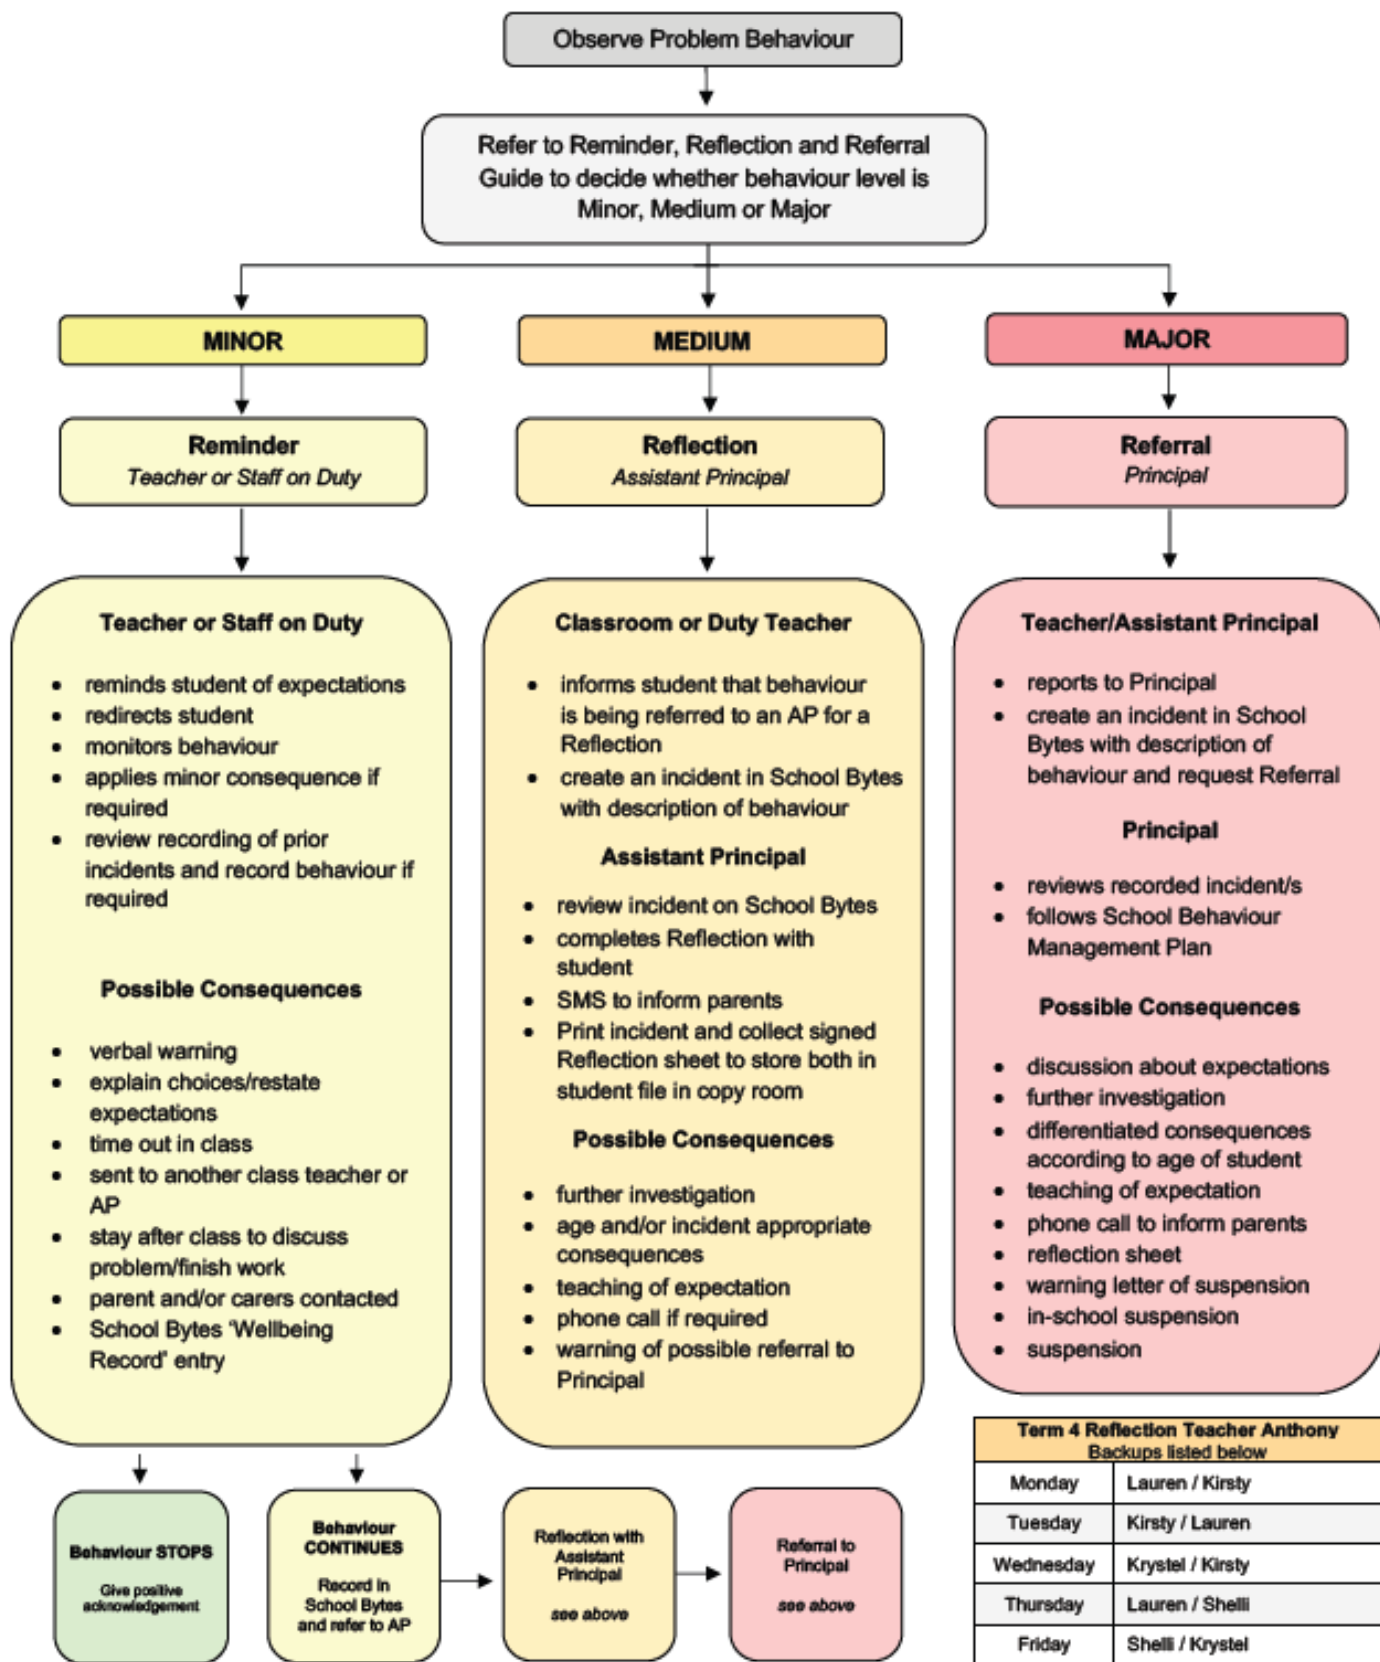 Observe Problem Behaviour
Refer to Reminder, Reflection and Referral
Guide to decide whether behaviour level is
Minor, Medium or Major
MINOR
MEDIUM
MAJOR
Reminder
Teacher or Staff on Duty
Reflection
Assistant Principal
Referral
Principal
Teacher or Staff on Duty
• reminds student of expectations
• redirects student
• monitors behaviour
• applies minor consequence if
required
• review recording of prior
incidents and record behaviour if
required
Possible Consequences
• verbal warning
• explain choices/restate
expectations
• time out in class
• sent to another class teacher or
AP
• stay after class to discuss
problem/finish work
• parent and/or carers contacted
• School Bytes ‘Wellbeing
Record’ entry
Classroom or Duty Teacher
• informs student that behaviour
is being referred to an AP for a
Reflection
• create an incident in School Bytes
with description of behaviour
Assistant Principal
• review incident on School Bytes
• completes Reflection with
student
• SMS to inform parents
• Print incident and collect signed
Reflection sheet to store both in
student file in copy room
Possible Consequences
• further investigation
• age and/or incident appropriate
consequences
• teaching of expectation
• phone call if required
• warning of possible referral to
Principal
Teacher/Assistant Principal
• reports to Principal
• create an incident in School
Bytes with description of
behaviour and request Referral
Principal
• reviews recorded incident/s
• follows School Behaviour
Management Plan
Possible Consequences
• discussion about expectations
• further investigation
• differentiated consequences
according to age of student
• teaching of expectation
• phone call to inform parents
• reflection sheet
• warning letter of suspension
• in-school suspension
• suspension
Behaviour STOPS
Give positive
acknowledgement
Behaviour
CONTINUES
Record in
School Bytes
and refer to AP
Reflection with
Assistant
Principal
see above
Referral to
Principal
see above
Term 4 Reflection Teacher Anthony
Backups listed below
Monday Lauren / Kirsty
Tuesday Kirsty / Lauren
Wednesday Krystel / Kirsty
Thursday Lauren / Shelli
Friday Shelli / Krystel